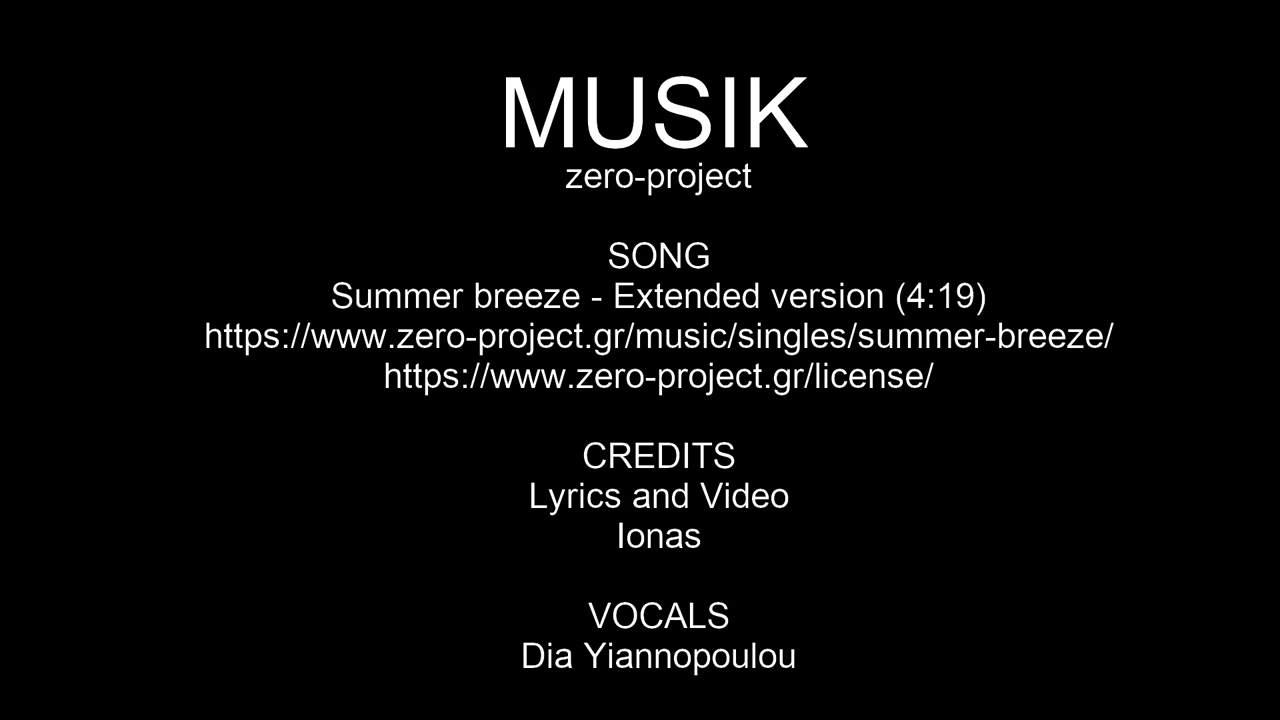 MUSIK
zero-project
SONG
Summer breeze - Extended version (4:19)
https://www.zero-project.gr/music/singles/summer-breeze/
https://www.zero-project.gr/license/
CREDITS
Lyrics and Video
Ionas
VOCALS
Dia Yiannopoulou